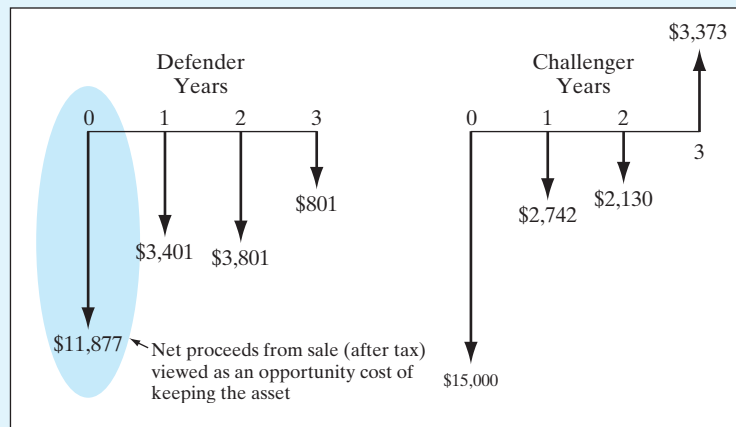 Defender
Years
0 1 2 3
$3,401
$3,801
$801
$11,877
Net proceeds from sale (after tax)
viewed as an opportunity cost of
keeping the asset
$3,373
Challenger
Years
0 1 2
3
$2,742
$2,130
$15,000